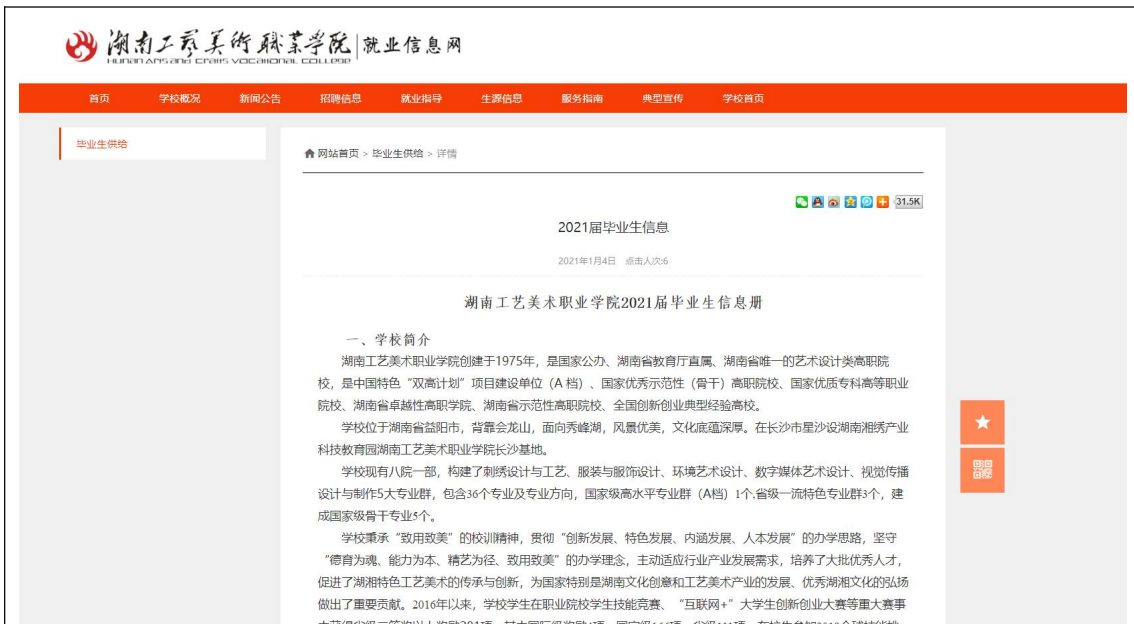 湖南工艺美术职业学院 就业信息网
HUNAN ARTS AND CRAFTS VOCATIONAL COLLEGE
首页 学校概况 新闻公告 招聘信息 就业指导 生源信息 服务指南 典型宣传 学校首页
毕业生供给
网站首页 > 毕业生供给 > 详情
31.5K
2021届毕业生信息
2021年1月4日 点击人次:6
湖南工艺美术职业学院2021届毕业生信息册
一、学校简介
湖南工艺美术职业学院创建于1975年，是国家公办、湖南省教育厅直属、湖南省唯一的艺术设计类高职院
校，是中国特色“双高计划”项目建设单位（A 档）、国家优秀示范性（骨干）高职院校、国家优质专科高等职业
院校、湖南省卓越性高职学院、湖南省示范性高职院校、全国创新创业典型经验高校。
学校位于湖南省益阳市，背靠会龙山，面向秀峰湖，风景优美，文化底蕴深厚。在长沙市星沙设湖南湘绣产业
科技教育园湖南工艺美术职业学院长沙基地。
学校现有八院一部，构建了刺绣设计与工艺、服装与服饰设计、环境艺术设计、数字媒体艺术设计、视觉传播
设计与制作5大专业群，包含36个专业及专业方向，国家级高水平专业群（A档）1个,省级一流特色专业群3个，建
成国家级骨干专业5个。
学校秉承“致用致美”的校训精神，贯彻“创新发展、特色发展、内涵发展、人本发展”的办学思路，坚守
“德育为魂、能力为本、精艺为径、致用致美”的办学理念，主动适应行业产业发展需求，培养了大批优秀人才，
促进了湖湘特色工艺美术的传承与创新，为国家特别是湖南文化创意和工艺美术产业的发展、优秀湖湘文化的弘扬
做出了重要贡献。2016年以来，学校学生在职业院校学生技能竞赛、“互联网+”大学生创新创业大赛等重大赛事